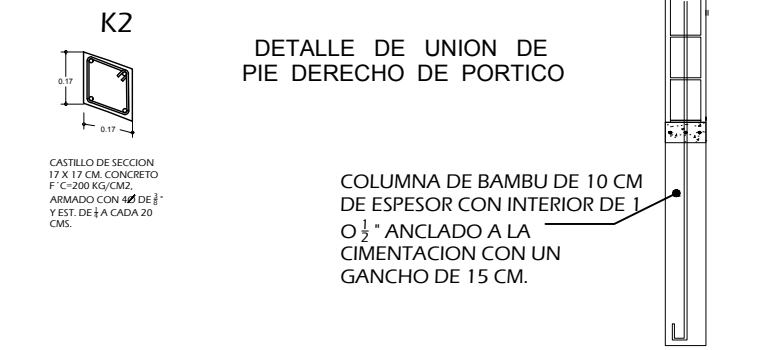 K2
0.17
0.17
CASTILLO DE SECCION
17 X 17 CM. CONCRETO
F´C=200 KG/CM2,
ARMADO CON 4Ø DE 3/8 "
Y EST. DE 1/4 A CADA 20
CMS.
DETALLE DE UNION DE
PIE DERECHO DE PORTICO
COLUMNA DE BAMBU DE 10 CM
DE ESPESOR CON INTERIOR DE 1
O 1/2 " ANCLADO A LA
CIMENTACION CON UN
GANCHO DE 15 CM.